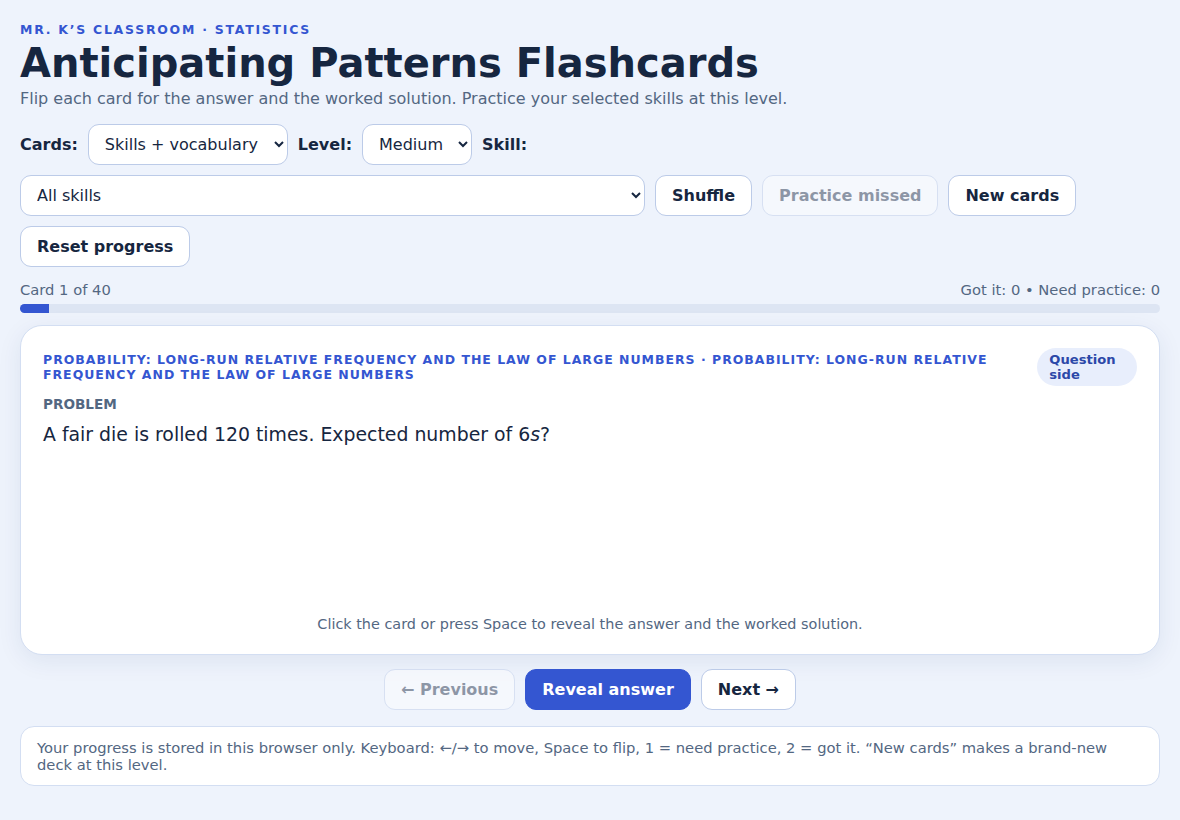 MR. K’S CLASSROOM · STATISTICS
Anticipating Patterns Flashcards
Flip each card for the answer and the worked solution. Practice your selected skills at this level.
Cards: Skills + vocabulary Level: Medium Skill:
All skills Shuffle Practice missed New cards
Reset progress
Card 1 of 40 Got it: 0 • Need practice: 0
PROBABILITY: LONG-RUN RELATIVE FREQUENCY AND THE LAW OF LARGE NUMBERS · PROBABILITY: LONG-RUN RELATIVE
FREQUENCY AND THE LAW OF LARGE NUMBERS
Question
side
PROBLEM
A fair die is rolled 120 times. Expected number of 6s?
Click the card or press Space to reveal the answer and the worked solution.
← Previous Reveal answer Next →
Your progress is stored in this browser only. Keyboard: ←/→ to move, Space to flip, 1 = need practice, 2 = got it. “New cards” makes a brand-new
deck at this level.